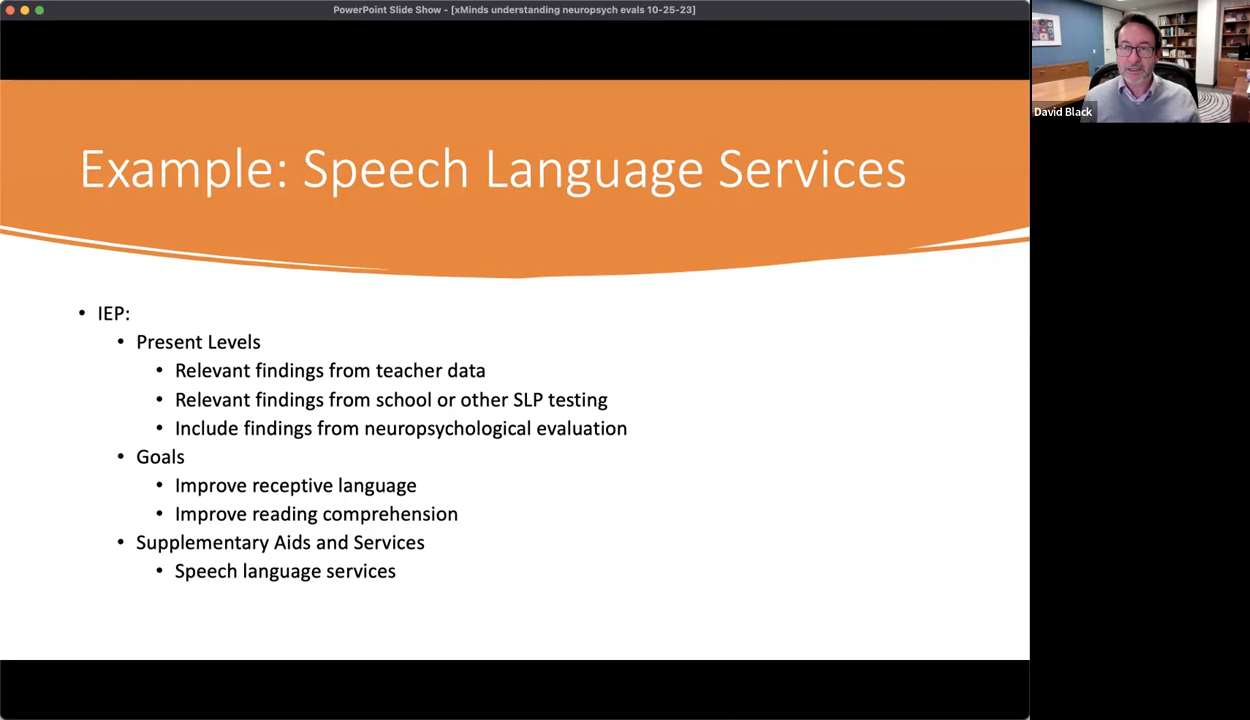 PowerPoint Slide Show - [xMinds understanding neuropsych evals 10-25-23]
David Black
Example: Speech Language Services
• IEP:
• Present Levels
• Relevant findings from teacher data
• Relevant findings from school or other SLP testing
• Include findings from neuropsychological evaluation
• Goals
• Improve receptive language
• Improve reading comprehension
• Supplementary Aids and Services
• Speech language services